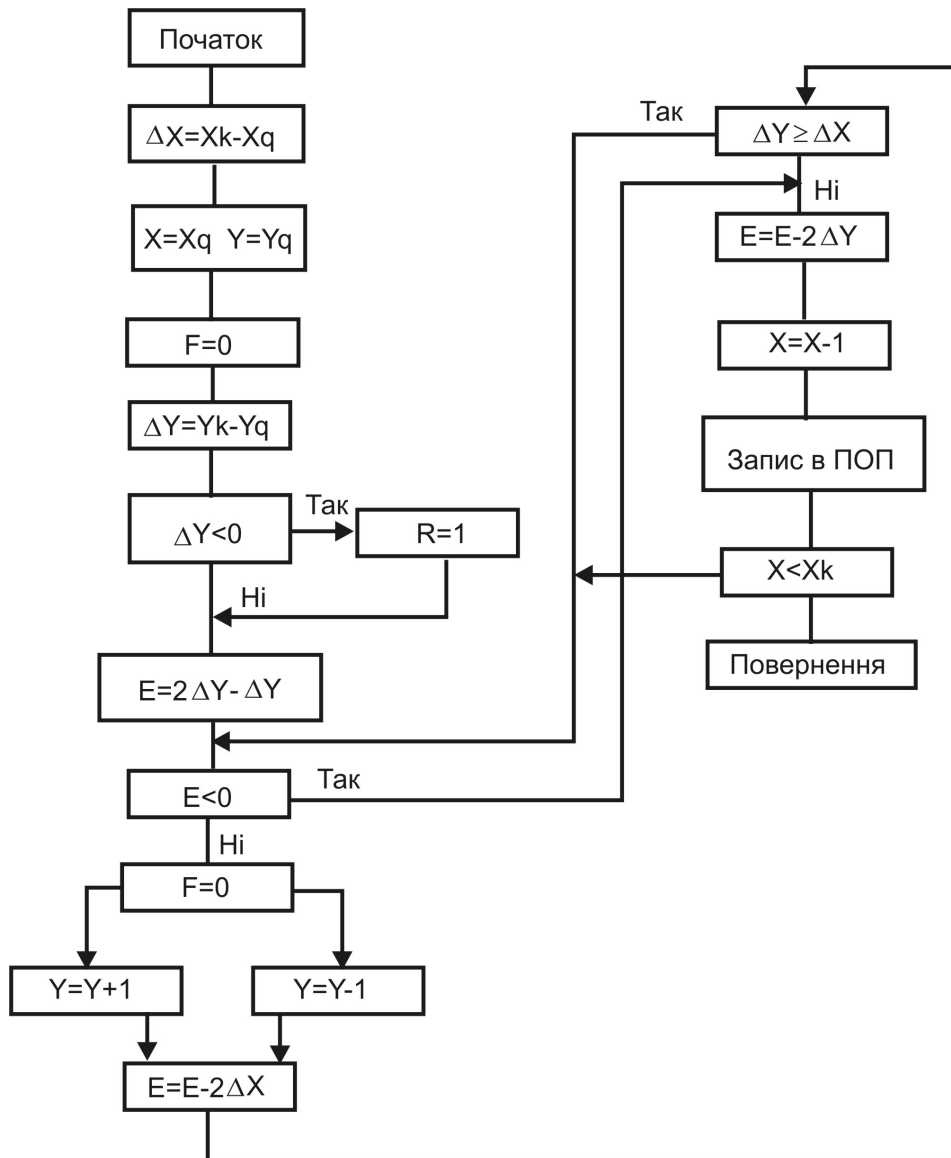 Початок
ΔX=Xk-Xq
X=Xq Y=Yq
F=0
ΔY=Yk-Yq
ΔY<0
Так
R=1
Ні
E=2ΔY-ΔY
E<0
Так
Ні
F=0
Y=Y+1
Y=Y-1
E=E-2ΔX
Так
ΔY≥ΔX
Ні
E=E-2ΔY
X=X-1
Запис в ПОП
X<Xk
Повернення